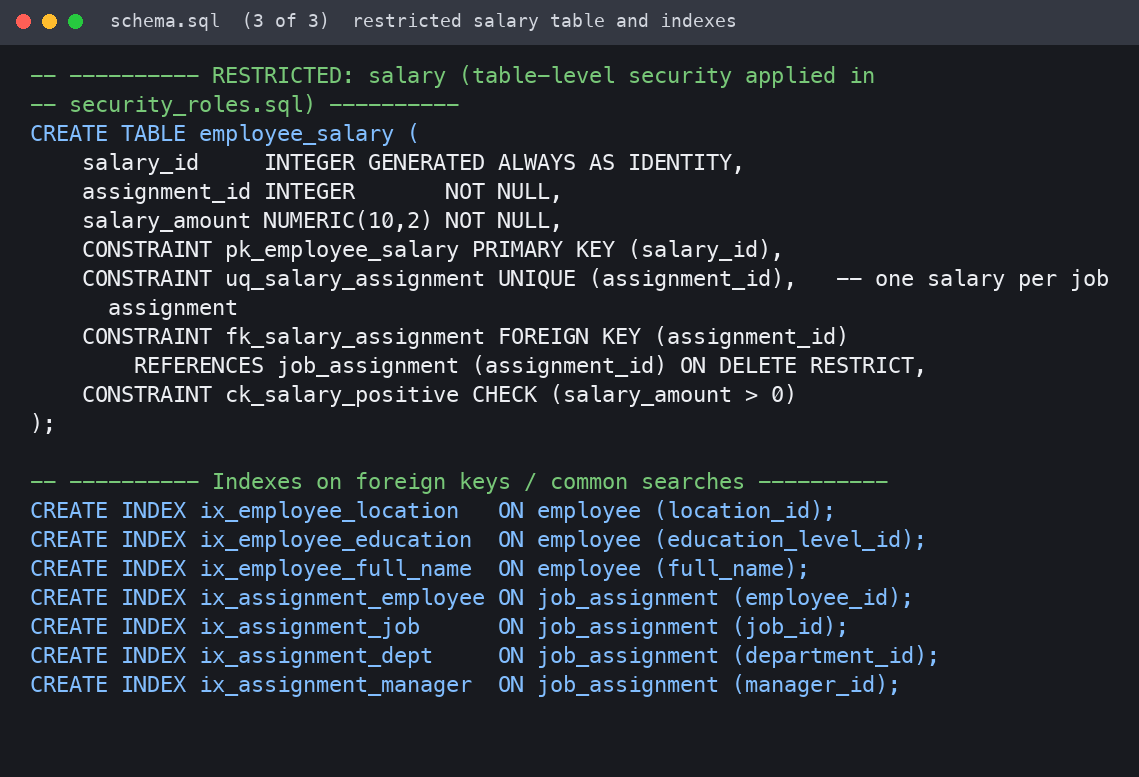 schema.sql  (3 of 3)  restricted salary table and indexes
-- ---------- RESTRICTED: salary (table-level security applied in
-- security_roles.sql) ----------
CREATE TABLE employee_salary (
    salary_id     INTEGER GENERATED ALWAYS AS IDENTITY,
    assignment_id INTEGER       NOT NULL,
    salary_amount NUMERIC(10,2) NOT NULL,
    CONSTRAINT pk_employee_salary PRIMARY KEY (salary_id),
    CONSTRAINT uq_salary_assignment UNIQUE (assignment_id),   -- one salary per job
      assignment
    CONSTRAINT fk_salary_assignment FOREIGN KEY (assignment_id)
        REFERENCES job_assignment (assignment_id) ON DELETE RESTRICT,
    CONSTRAINT ck_salary_positive CHECK (salary_amount > 0)
);
-- ---------- Indexes on foreign keys / common searches ----------
CREATE INDEX ix_employee_location   ON employee (location_id);
CREATE INDEX ix_employee_education  ON employee (education_level_id);
CREATE INDEX ix_employee_full_name  ON employee (full_name);
CREATE INDEX ix_assignment_employee ON job_assignment (employee_id);
CREATE INDEX ix_assignment_job      ON job_assignment (job_id);
CREATE INDEX ix_assignment_dept     ON job_assignment (department_id);
CREATE INDEX ix_assignment_manager  ON job_assignment (manager_id);